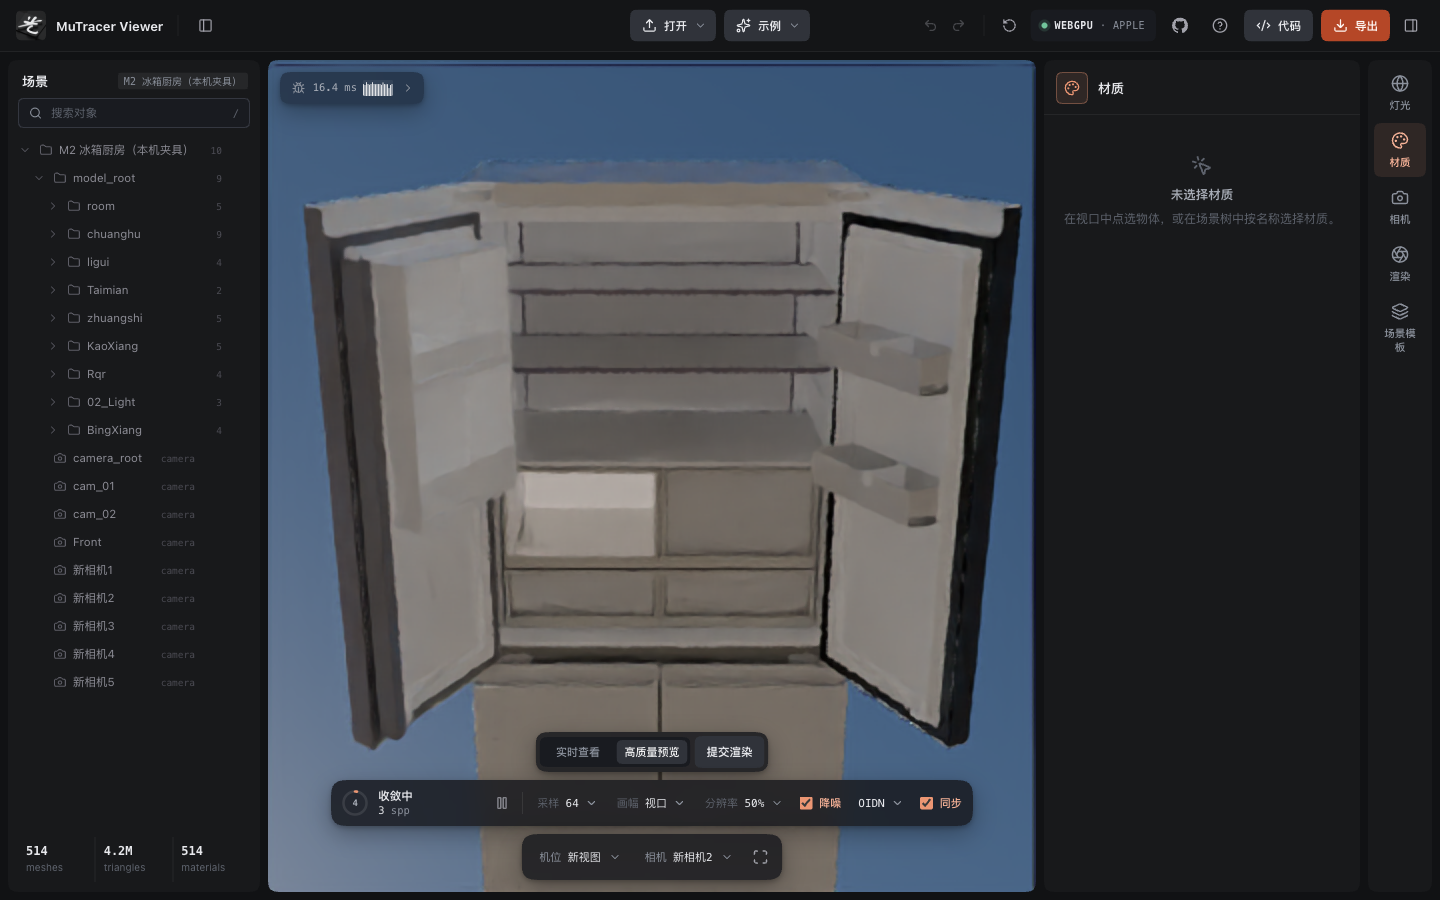 MuTracer Viewer
打开
示例
WEBGPU · APPLE
代码
导出
场景
M2 冰箱厨房（本机夹具）
搜索对象
/
M2 冰箱厨房（本机夹具） 10
model_root 9
room 5
chuanghu 9
ligui 4
Taimian 2
zhuangshi 5
KaoXiang 5
Rqr 4
02_Light 3
BingXiang 4
camera_root camera
cam_01 camera
cam_02 camera
Front camera
新相机1 camera
新相机2 camera
新相机3 camera
新相机4 camera
新相机5 camera
514
meshes
4.2M
triangles
514
materials
16.4 ms
实时查看
高质量预览
提交渲染
4
收敛中
3 spp
采样 64
画幅 视口
分辨率 50%
降噪
OIDN
同步
机位 新视图
相机 新相机2
材质
未选择材质
在视口中点选物体，或在场景树中按名称选择材质。
灯光
材质
相机
渲染
场景模
板